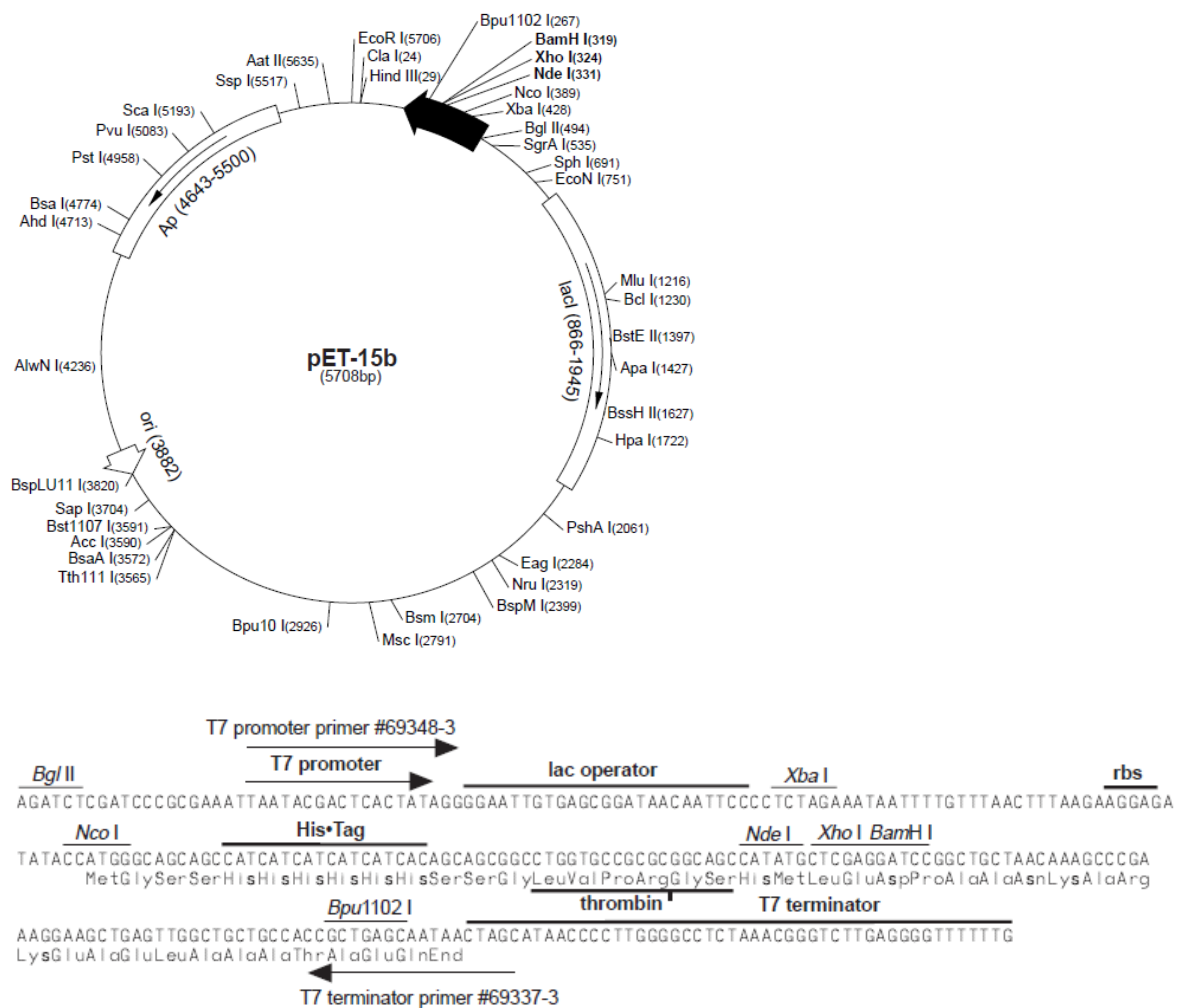 EcoR I(5706)
Cla I(24)
Hind III(29)
Bpu1102 I(267)
BamH I(319)
Xho I(324)
Nde I(331)
Nco I(389)
Xba I(428)
Bgl II(494)
SgrA I(535)
Sph I(691)
EcoN I(751)
Aat II(5635)
Ssp I(5517)
Sca I(5193)
Pvu I(5083)
Pst I(4958)
Bsa I(4774)
Ahd I(4713)
Ap (4643-5500)
lacI (866-1945)
Mlu I(1216)
Bcl I(1230)
BstE II(1397)
Apa I(1427)
BssH II(1627)
Hpa I(1722)
pET-15b
(5708bp)
AlwN I(4236)
ori (3882)
BspLU11 I(3820)
Sap I(3704)
Bst1107 I(3591)
Acc I(3590)
BsaA I(3572)
Tth111 I(3565)
PshA I(2061)
Eag I(2284)
Nru I(2319)
BspM I(2399)
Bsm I(2704)
Msc I(2791)
Bpu10 I(2926)
T7 promoter primer #69348-3
Bgl II T7 promoter lac operator Xba I rbs
AGATCTCGATCCCGCGAAATTAATACGACTCACTATAGGGGAATTGTGAGCGGATAACAATTCCCCTCTAGAAATAATTTTGTTTAACTTTAAGAAGGAGA
Nco I His•Tag Nde I Xho I BamH I
TATACCATGGGCAGCAGCCATCATCATCATCATCACAGCAGCGGCCTGGTGCCGCGCGGCAGCCATATGCTCGAGGATCCGGCTGCTAACAAAGCCCGA
MetGlySerSerHisHisHisHisHisHisSerSerGlyLeuValProArgGlySerHisMetLeuGluAspProAlaAlaAsnLysAlaArg
Bpu1102 I thrombin T7 terminator
AAGGAAGCTGAGTTGGCTGCTGCCACCGCTGAGCAATAACTAGCATAACCCCTTGGGGCCTCTAAACGGGTCTTGAGGGGTTTTTTG
LysGluAlaGluLeuAlaAlaAlaThrAlaGluGlnEnd
T7 terminator primer #69337-3